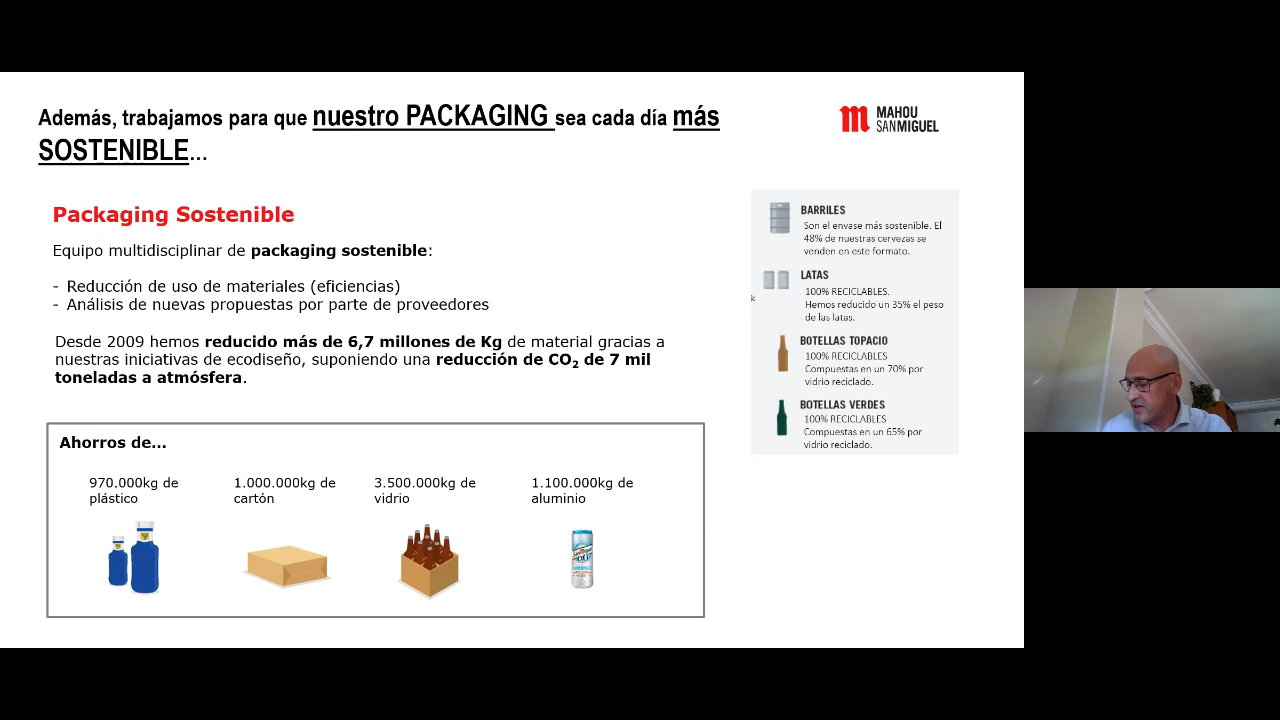 Además, trabajamos para que nuestro PACKAGING sea cada día más
SOSTENIBLE...
MAHOU
SANMIGUEL
Packaging Sostenible
Equipo multidisciplinar de packaging sostenible:
- Reducción de uso de materiales (eficiencias)
- Análisis de nuevas propuestas por parte de proveedores
Desde 2009 hemos reducido más de 6,7 millones de Kg de material gracias a
nuestras iniciativas de ecodiseño, suponiendo una reducción de CO2 de 7 mil
toneladas a atmósfera.
BARRILES
Son el envase más sostenible. El
48% de nuestras cervezas se
venden en este formato.
LATAS
100% RECICLABLES.
Hemos reducido un 35% el peso
de las latas.
BOTELLAS TOPACIO
100% RECICLABLES
Compuestas en un 70% por
vidrio reciclado.
BOTELLAS VERDES
100% RECICLABLES
Compuestas en un 65% por
vidrio reciclado.
Ahorros de...
970.000kg de
plástico
1.000.000kg de
cartón
3.500.000kg de
vidrio
1.100.000kg de
aluminio
0,0